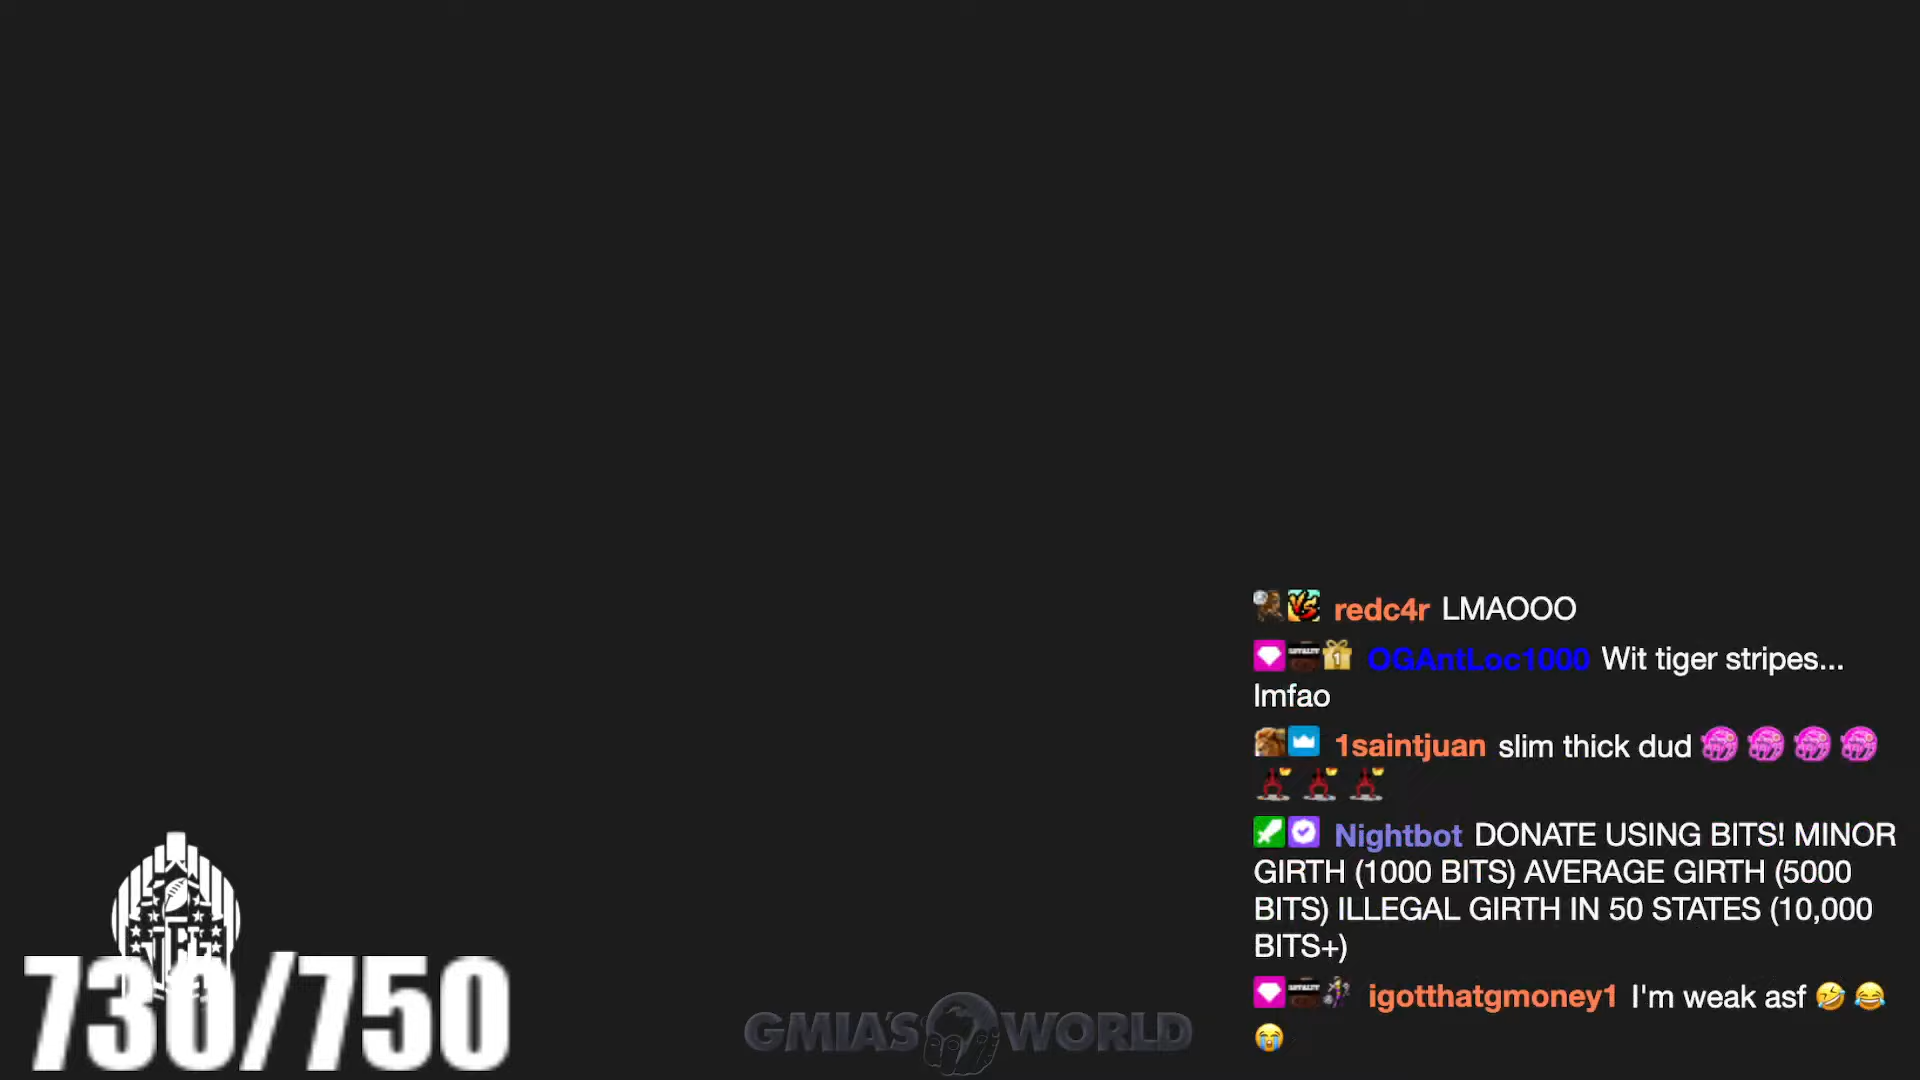 redc4r LMAOOO
OGAntLoc1000 Wit tiger stripes...
lmfao
1saintjuan slim thick dud
Nightbot DONATE USING BITS! MINOR
GIRTH (1000 BITS) AVERAGE GIRTH (5000
BITS) ILLEGAL GIRTH IN 50 STATES (10,000
BITS+)
igotthatgmoney1 I'm weak asf 🤣 😂
😭
730/750
GMIA'S WORLD